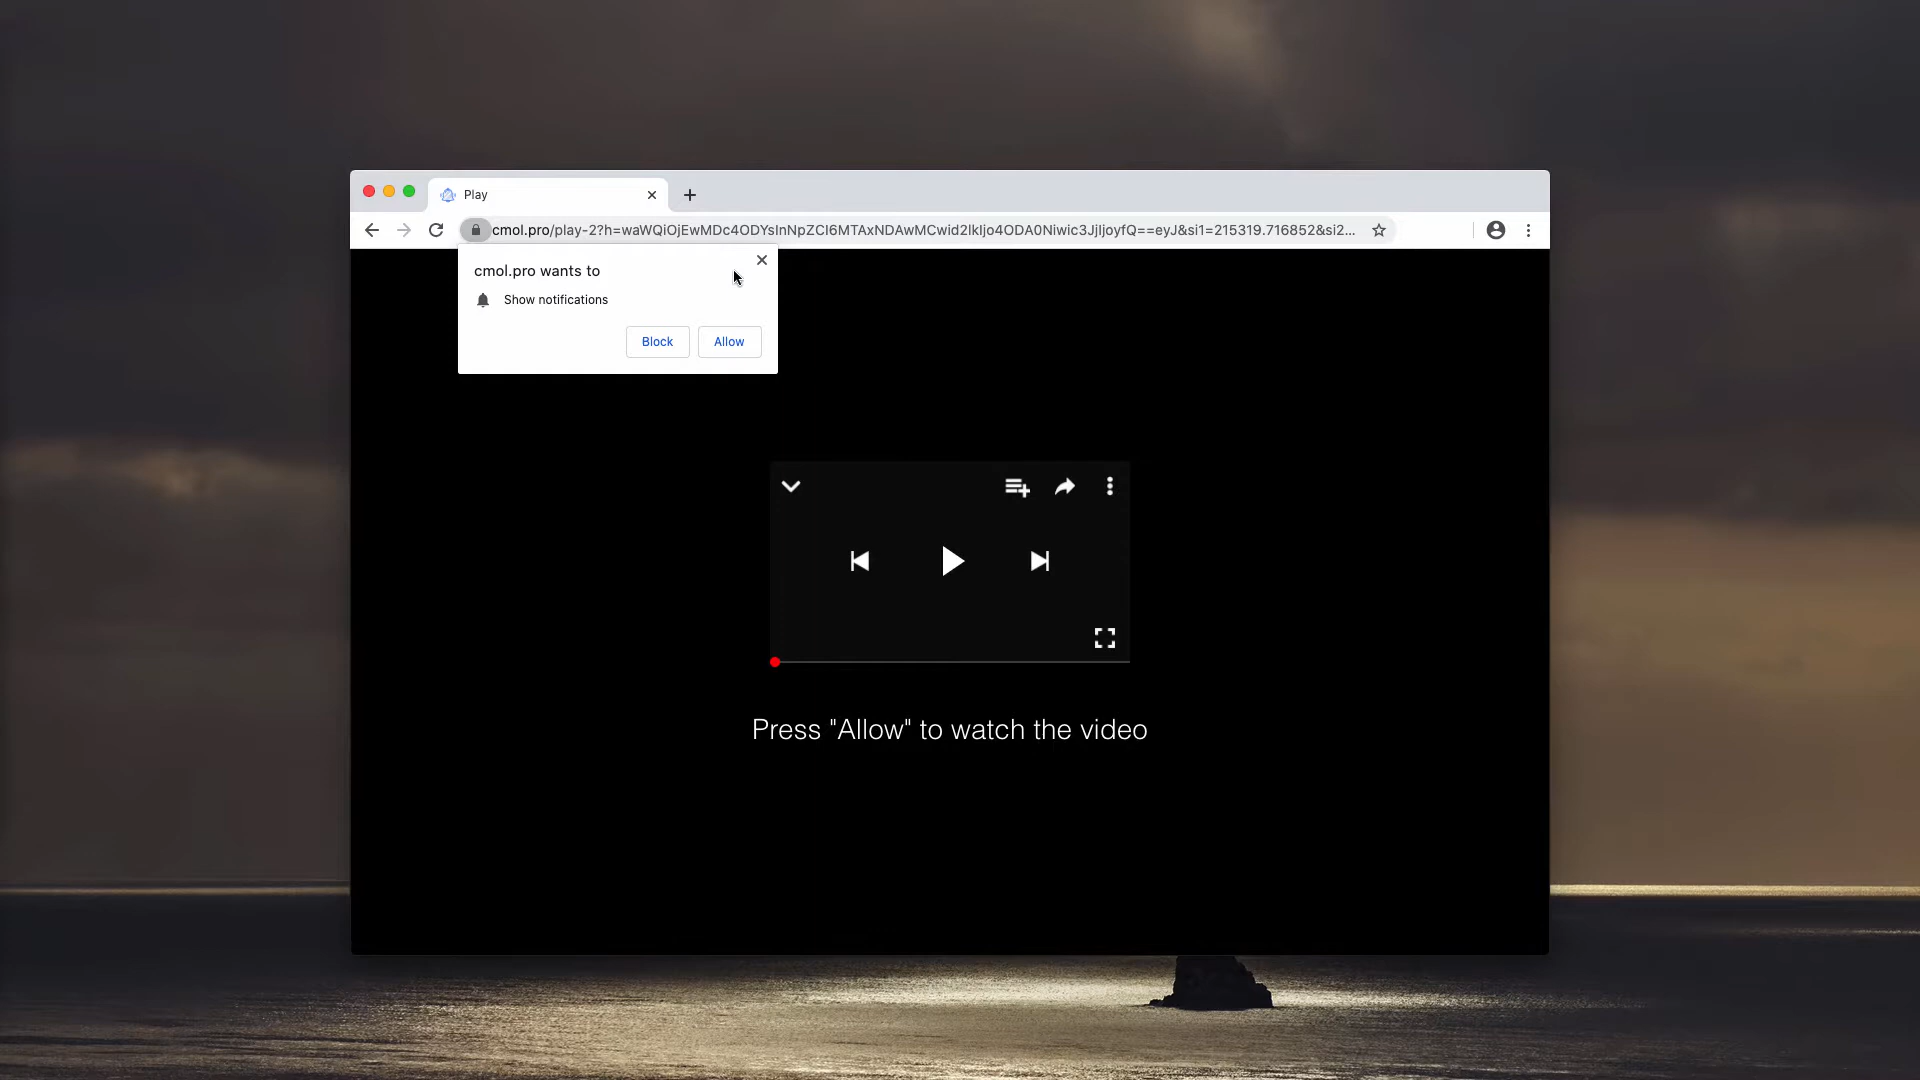 Play
cmol.pro/play-2?h=waWQiOjEwMDc4ODYsInNpZCI6MTAxNDAwMCwid2lkIjo4ODA0Niwic3JjIjoyfQ==eyJ&si1=215319.716852&si2...
cmol.pro wants to
Show notifications
Block
Allow
Press "Allow" to watch the video